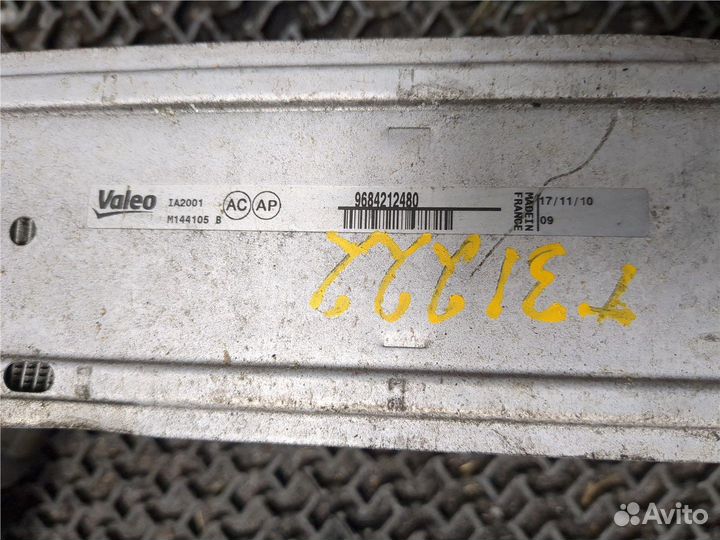 Valeo
IA2001
M144105 B
AC AP
9684212480
MADE IN
FRANCE
17/11/10
09
T31222
Avito